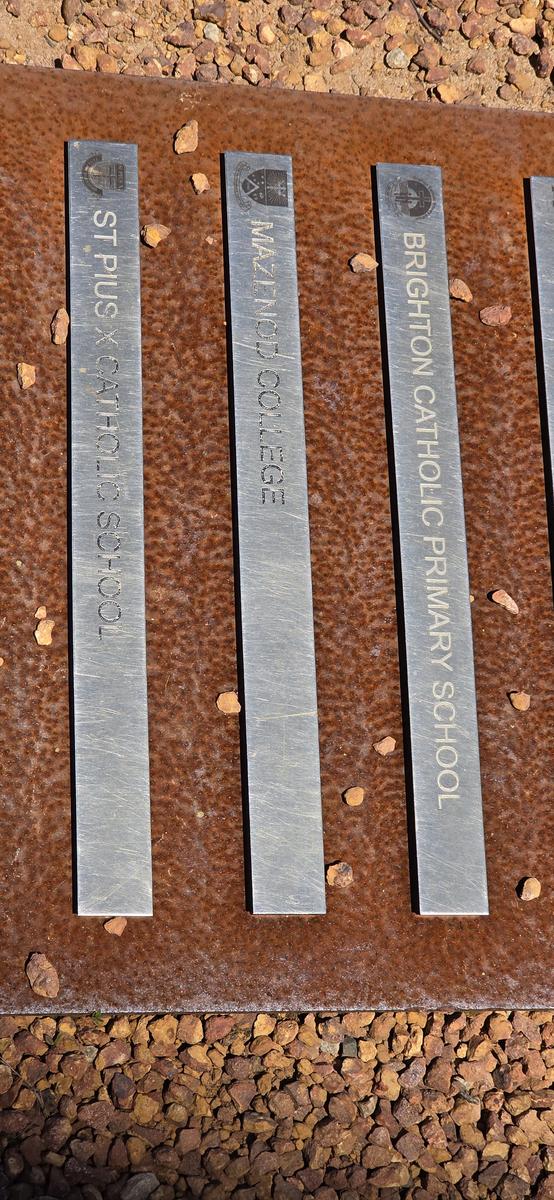 ST PIUS X CATHOLIC SCHOOL
MAZENOD COLLEGE
BRIGHTON CATHOLIC PRIMARY SCHOOL